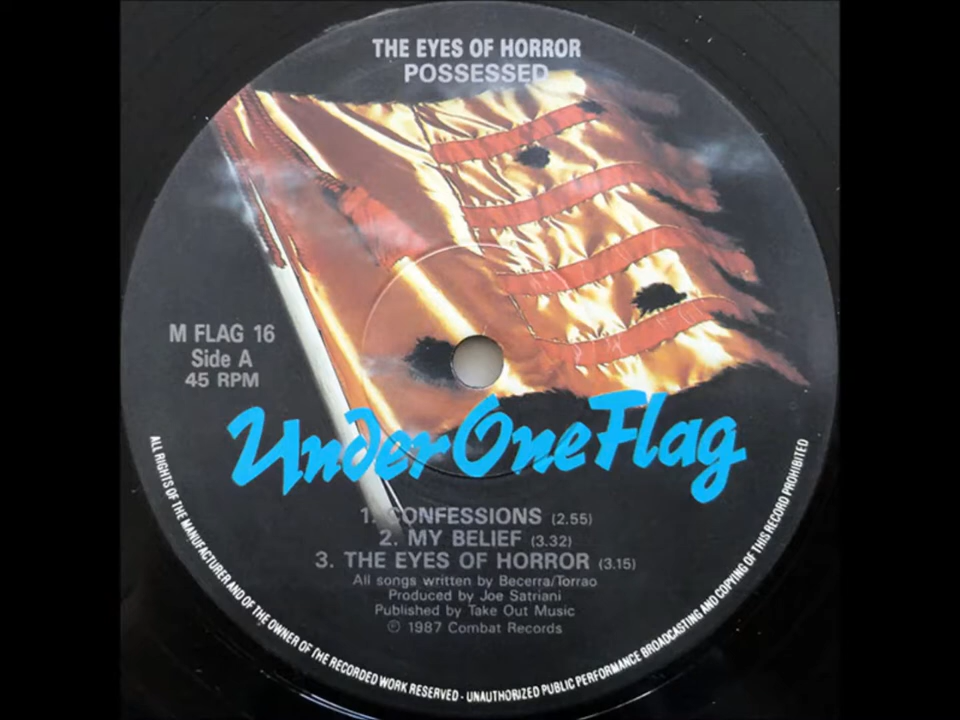 THE EYES OF HORROR
POSSESSED
M FLAG 16
Side A
45 RPM
Under One Flag
1. CONFESSIONS (2.55)
2. MY BELIEF (3.32)
3. THE EYES OF HORROR (3.15)
All songs written by Becerra/Torrao
Produced by Joe Satriani
Published by Take Out Music
Ⓟ 1987 Combat Records
ALL RIGHTS OF THE MANUFACTURER AND OF THE OWNER OF THE RECORDED WORK RESERVED - UNAUTHORIZED PUBLIC PERFORMANCE BROADCASTING AND COPYING OF THIS RECORD PROHIBITED